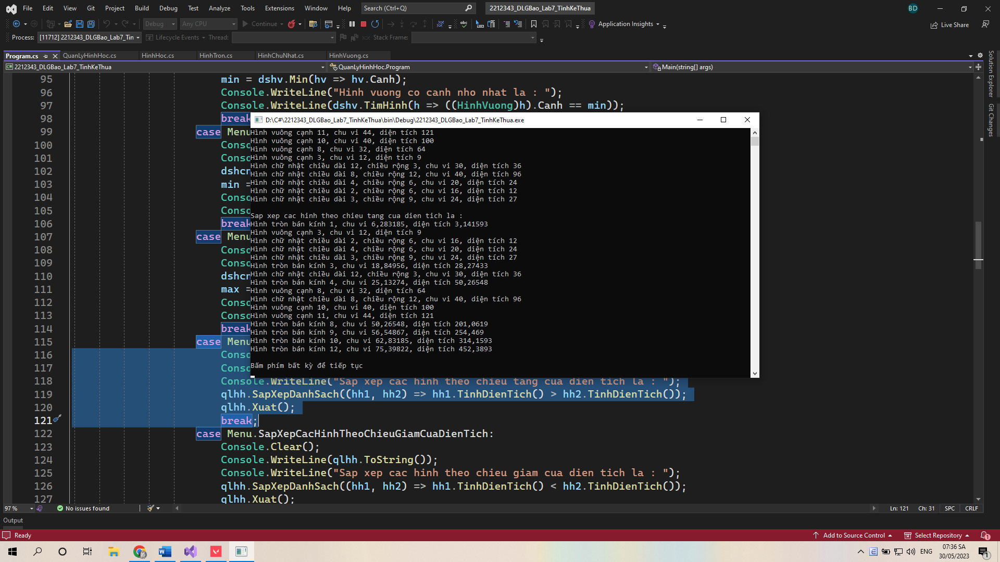 File Edit View Git Project Build Debug Test Analyze Tools Extensions Window Help Search (Ctrl+Q) 2212343_DLGBao_Lab7_TinhKeThua BD
Debug Any CPU Continue Application Insights Live Share
Process: [11712] 2212343_DLGBao_Lab7_Tin Lifecycle Events Thread: Stack Frame:
Program.cs QuanLyHinhHoc.cs HinhHoc.cs HinhTron.cs HinhChuNhat.cs HinhVuong.cs
2212343_DLGBao_Lab7_TinhKeThua QuanLyHinhHoc.Program Main(string[] args)
Solution Explorer
Git Changes
95 min = dshv.Min(hv => hv.Canh);
96 Console.WriteLine("Hinh vuong co canh nho nhat la : ");
97 Console.WriteLine(dshv.TimHinh(h => ((HinhVuong)h).Canh == min));
98 break
99 case Menu
100 Conso
101 Conso
102 dshcn
103 min =
104 Conso
105 Conso
106 break
107 case Menu
108 Conso
109 Conso
110 dshcn
111 max =
112 Conso
113 Conso
114 break
115 case Menu
116 Conso
117 Conso
118 Console.WriteLine("Sap xep cac hinh theo chieu tang cua dien tich la : ");
119 qlhh.SapXepDanhSach((hh1, hh2) => hh1.TinhDienTich() > hh2.TinhDienTich());
120 qlhh.Xuat();
121 break;
122 case Menu.SapXepCacHinhTheoChieuGiamCuaDienTich:
123 Console.Clear();
124 Console.WriteLine(qlhh.ToString());
125 Console.WriteLine("Sap xep cac hinh theo chieu giam cua dien tich la : ");
126 qlhh.SapXepDanhSach((hh1, hh2) => hh1.TinhDienTich() < hh2.TinhDienTich());
127 qlhh.Xuat();
D:\C#\2212343_DLGBao_Lab7_TinhKeThua\bin\Debug\2212343_DLGBao_Lab7_TinhKeThua.exe
Hình vuông cạnh 11, chu vi 44, diện tích 121
Hình vuông cạnh 10, chu vi 40, diện tích 100
Hình vuông cạnh 8, chu vi 32, diện tích 64
Hình vuông cạnh 3, chu vi 12, diện tích 9
Hình chữ nhật chiều dài 12, chiều rộng 3, chu vi 30, diện tích 36
Hình chữ nhật chiều dài 8, chiều rộng 12, chu vi 40, diện tích 96
Hình chữ nhật chiều dài 4, chiều rộng 6, chu vi 20, diện tích 24
Hình chữ nhật chiều dài 2, chiều rộng 6, chu vi 16, diện tích 12
Hình chữ nhật chiều dài 3, chiều rộng 9, chu vi 24, diện tích 27
Sap xep cac hinh theo chieu tang cua dien tich la :
Hình tròn bán kính 1, chu vi 6,283185, diện tích 3,141593
Hình vuông cạnh 3, chu vi 12, diện tích 9
Hình chữ nhật chiều dài 2, chiều rộng 6, chu vi 16, diện tích 12
Hình chữ nhật chiều dài 4, chiều rộng 6, chu vi 20, diện tích 24
Hình chữ nhật chiều dài 3, chiều rộng 9, chu vi 24, diện tích 27
Hình tròn bán kính 3, chu vi 18,84956, diện tích 28,27433
Hình chữ nhật chiều dài 12, chiều rộng 3, chu vi 30, diện tích 36
Hình tròn bán kính 4, chu vi 25,13274, diện tích 50,26548
Hình vuông cạnh 8, chu vi 32, diện tích 64
Hình chữ nhật chiều dài 8, chiều rộng 12, chu vi 40, diện tích 96
Hình vuông cạnh 10, chu vi 40, diện tích 100
Hình vuông cạnh 11, chu vi 44, diện tích 121
Hình tròn bán kính 8, chu vi 50,26548, diện tích 201,0619
Hình tròn bán kính 9, chu vi 56,54867, diện tích 254,469
Hình tròn bán kính 10, chu vi 62,83185, diện tích 314,1593
Hình tròn bán kính 12, chu vi 75,39822, diện tích 452,3893
Bấm phím bất kỳ để tiếp tục
97 % No issues found Ln: 121 Ch: 31 SPC CRLF
Output
Ready Add to Source Control Select Repository 1
ENG 07:36 SA
30/05/2023 1